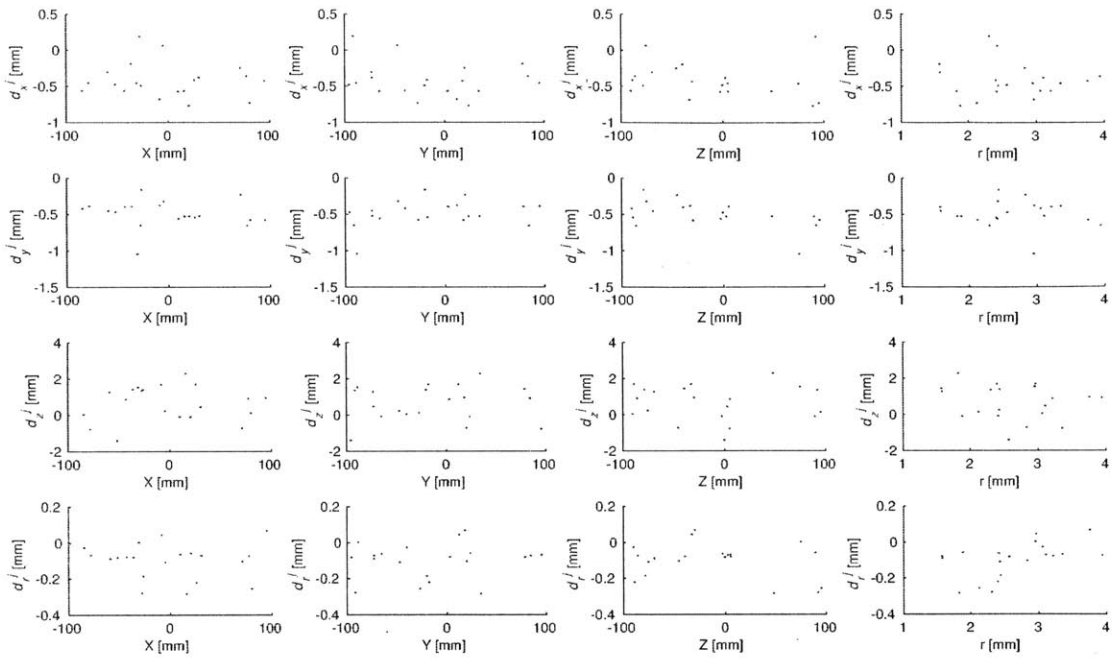 0.5 0.5 0.5 0.5
0 0 0 0
-0.5 -0.5 -0.5 -0.5
-1 -1 -1 -1
d_x^j [mm] d_x^j [mm] d_x^j [mm] d_x^j [mm]
-100 0 100 -100 0 100 -100 0 100 1 2 3 4
X [mm] Y [mm] Z [mm] r [mm]
0 0 0 0
-0.5 -0.5 -0.5 -0.5
-1 -1 -1 -1
-1.5 -1.5 -1.5 -1.5
d_y^j [mm] d_y^j [mm] d_y^j [mm] d_y^j [mm]
-100 0 100 -100 0 100 -100 0 100 1 2 3 4
X [mm] Y [mm] Z [mm] r [mm]
4 4 4 4
2 2 2 2
0 0 0 0
-2 -2 -2 -2
d_z^j [mm] d_z^j [mm] d_z^j [mm] d_z^j [mm]
-100 0 100 -100 0 100 -100 0 100 1 2 3 4
X [mm] Y [mm] Z [mm] r [mm]
0.2 0.2 0.2 0.2
0 0 0 0
-0.2 -0.2 -0.2 -0.2
-0.4 -0.4 -0.4 -0.4
d_r^j [mm] d_r^j [mm] d_r^j [mm] d_r^j [mm]
-100 0 100 -100 0 100 -100 0 100 1 2 3 4
X [mm] Y [mm] Z [mm] r [mm]